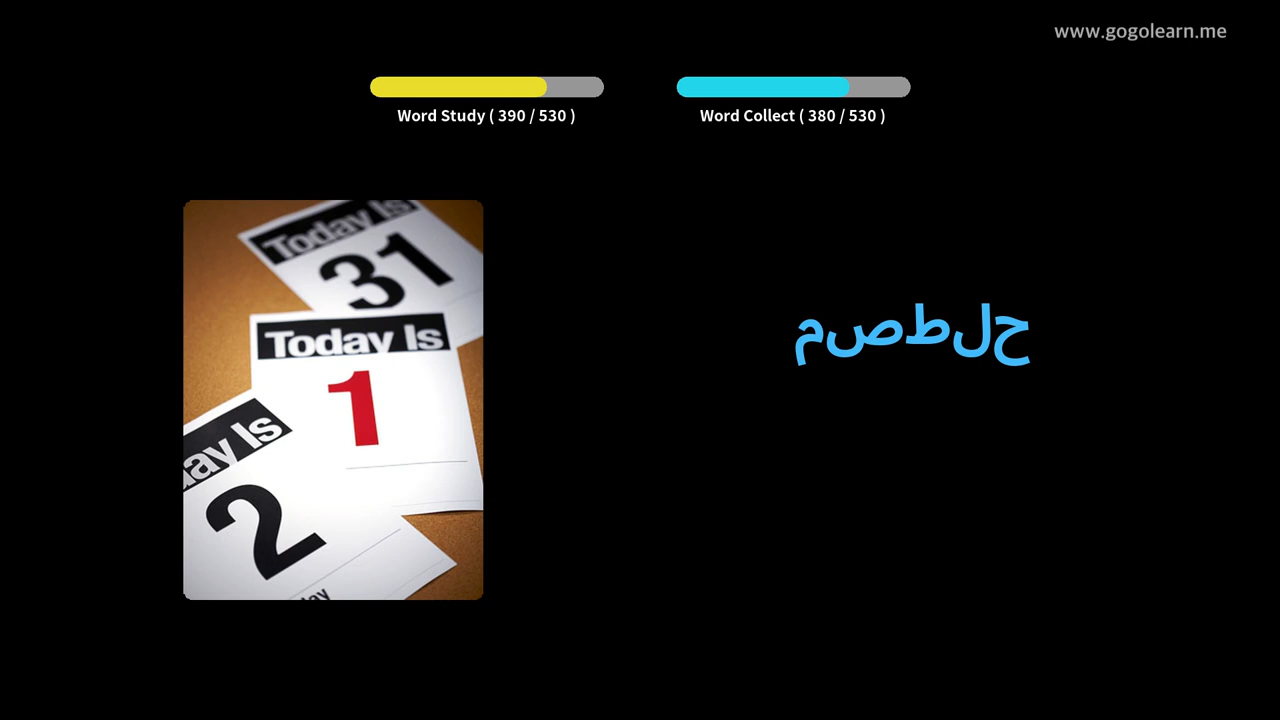 www.gogolearn.me
Word Study ( 390 / 530 )
Word Collect ( 380 / 530 )
Today Is
31
Today Is
1
day Is
2
مصطلح